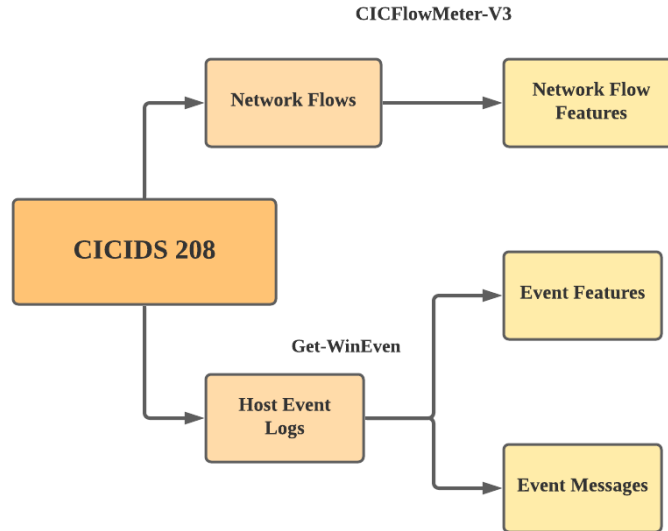 CICFlowMeter-V3
Network Flows
Network Flow
Features
CICIDS 208
Event Features
Get-WinEven
Host Event
Logs
Event Messages